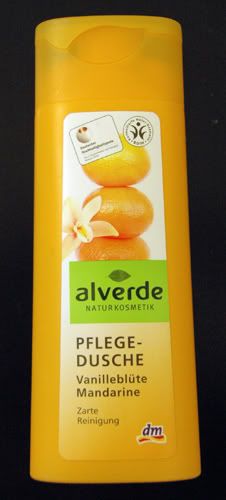 alverde
NATURKOSMETIK
PFLEGE-
DUSCHE
Vanilleblüte
Mandarine
Zarte
Reinigung
dm